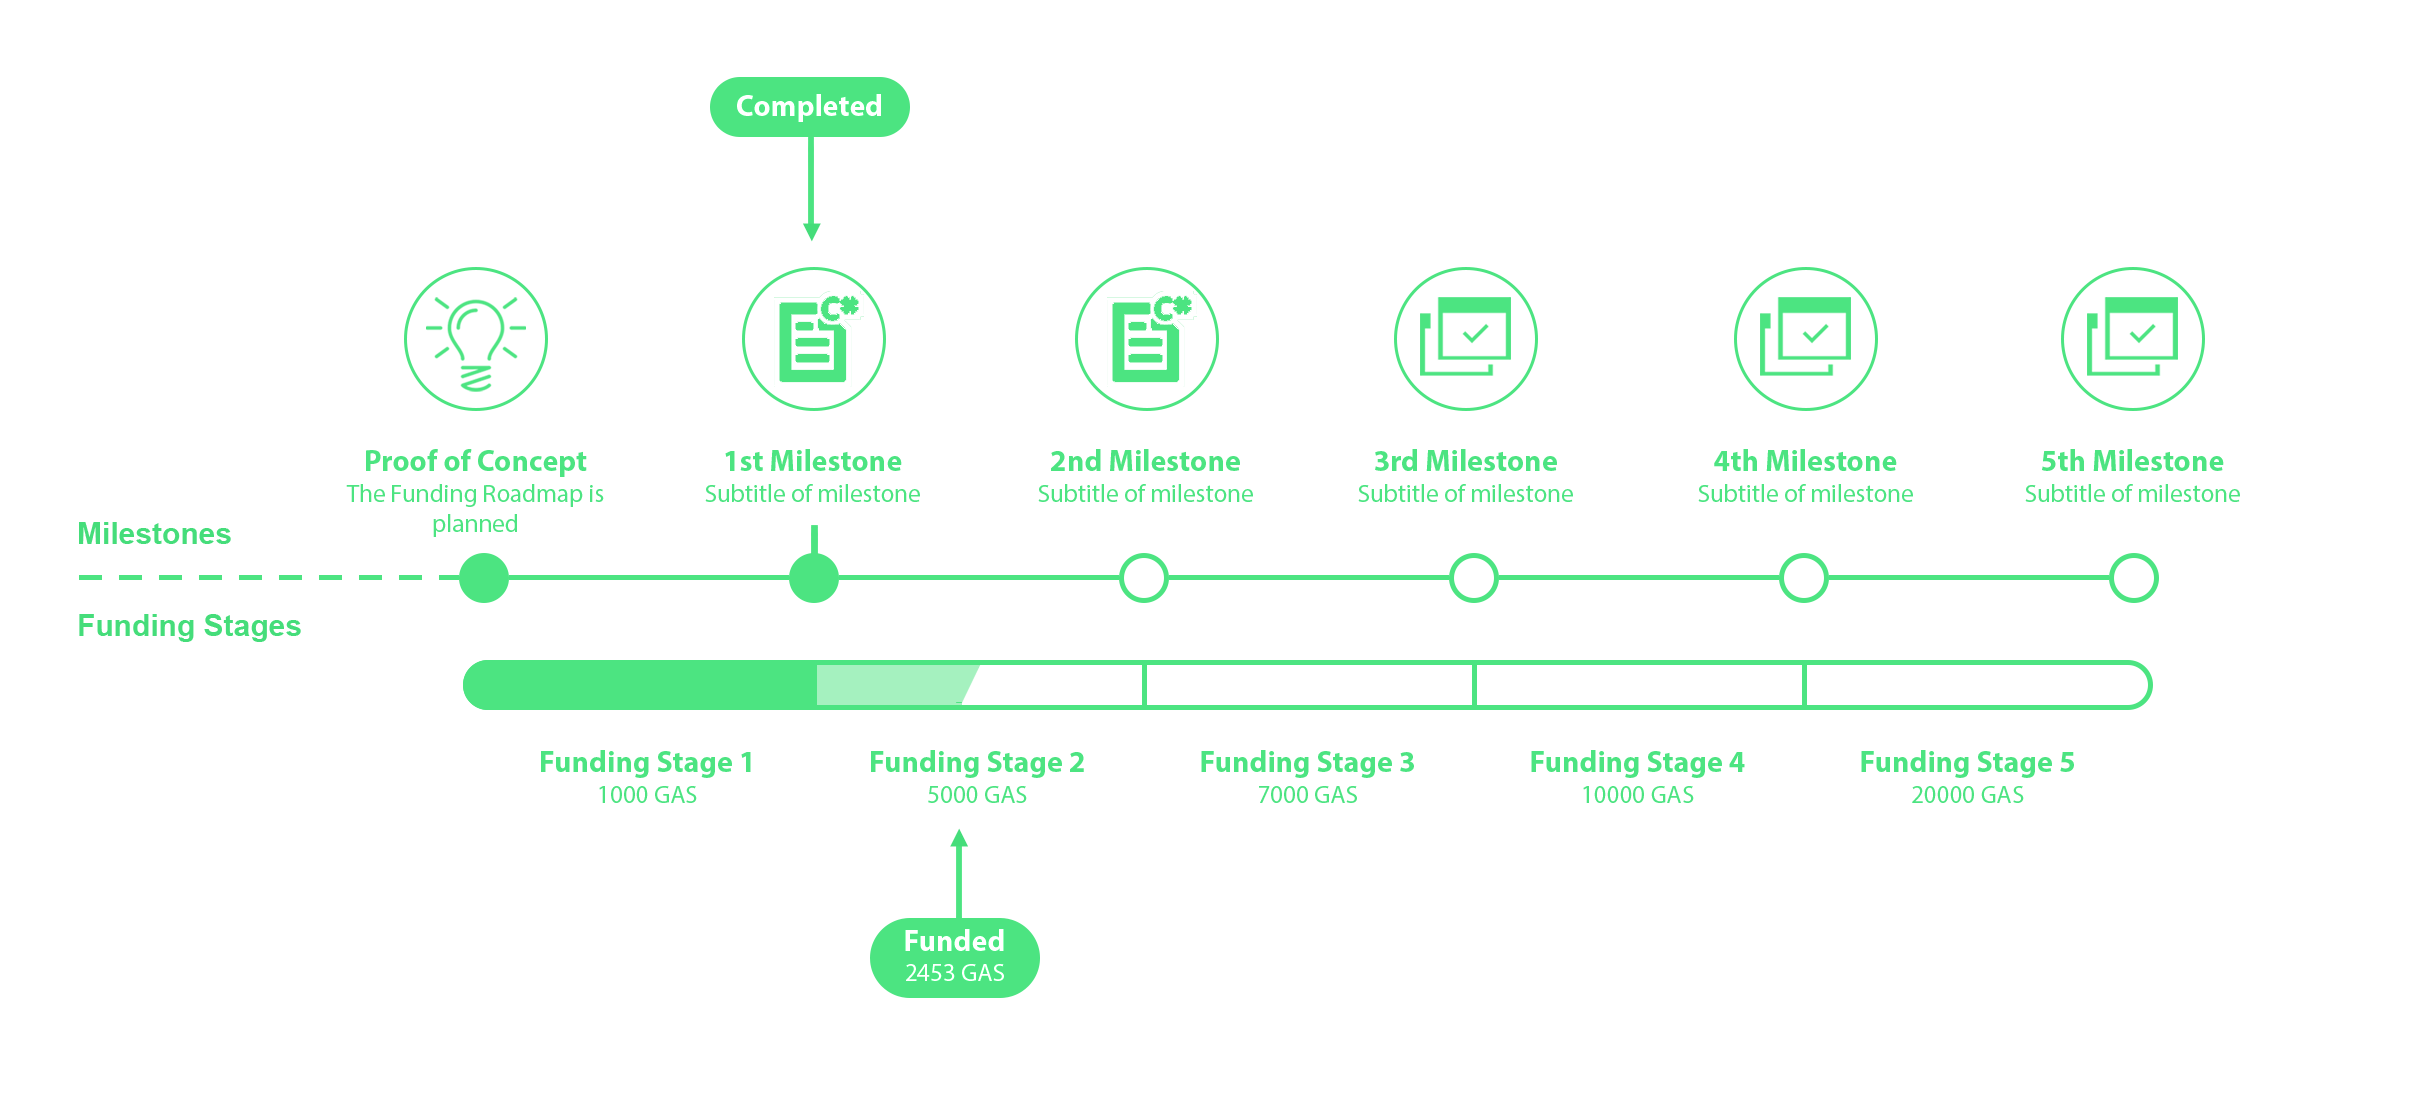 Completed
C#
C#
Proof of Concept
The Funding Roadmap is
planned
1st Milestone
Subtitle of milestone
2nd Milestone
Subtitle of milestone
3rd Milestone
Subtitle of milestone
4th Milestone
Subtitle of milestone
5th Milestone
Subtitle of milestone
Milestones
Funding Stages
Funding Stage 1
1000 GAS
Funding Stage 2
5000 GAS
Funding Stage 3
7000 GAS
Funding Stage 4
10000 GAS
Funding Stage 5
20000 GAS
Funded
2453 GAS